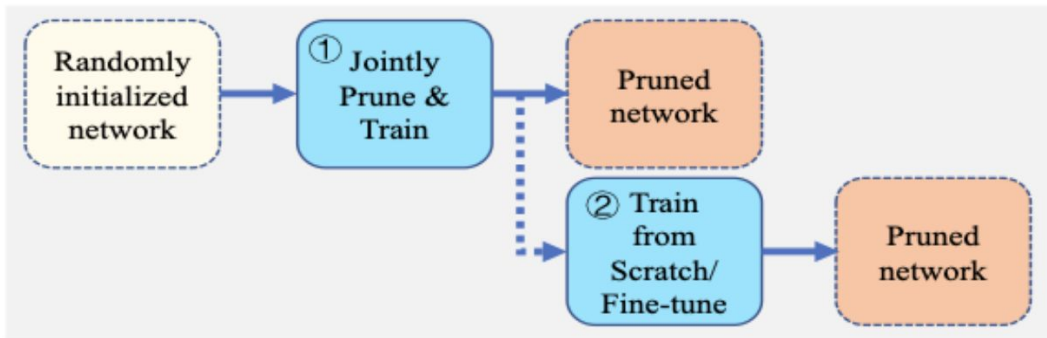 Randomly
initialized
network
① Jointly
Prune &
Train
Pruned
network
② Train
from
Scratch/
Fine-tune
Pruned
network